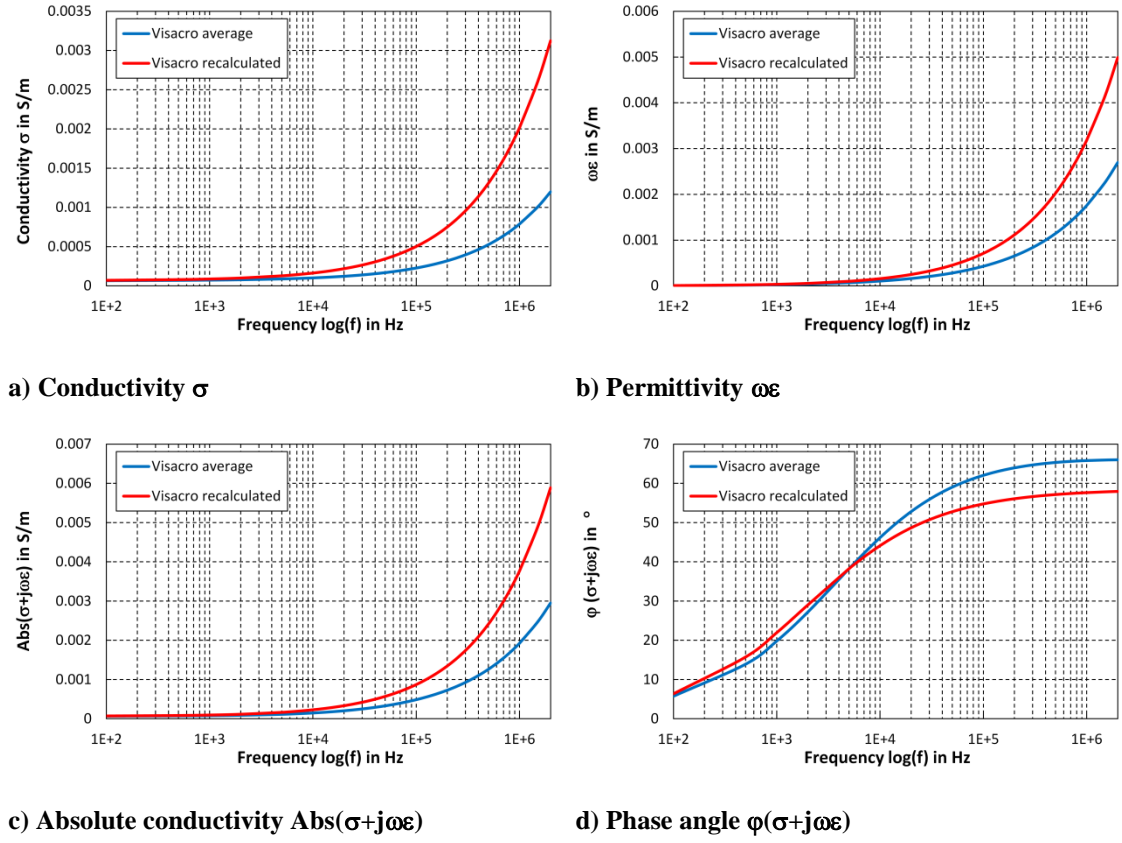 0.0035
0.003
0.0025
0.002
0.0015
0.001
0.0005
0
Conductivity σ in S/m
Visacro average
Visacro recalculated
1E+2 1E+3 1E+4 1E+5 1E+6
Frequency log(f) in Hz
a) Conductivity σ
0.006
0.005
0.004
0.003
0.002
0.001
0
ωε in S/m
Visacro average
Visacro recalculated
1E+2 1E+3 1E+4 1E+5 1E+6
Frequency log(f) in Hz
b) Permittivity ωε
0.007
0.006
0.005
0.004
0.003
0.002
0.001
0
Abs(σ+jωε) in S/m
Visacro average
Visacro recalculated
1E+2 1E+3 1E+4 1E+5 1E+6
Frequency log(f) in Hz
c) Absolute conductivity Abs(σ+jωε)
70
60
50
40
30
20
10
0
φ (σ+jωε) in °
Visacro average
Visacro recalculated
1E+2 1E+3 1E+4 1E+5 1E+6
Frequency log(f) in Hz
d) Phase angle φ(σ+jωε)